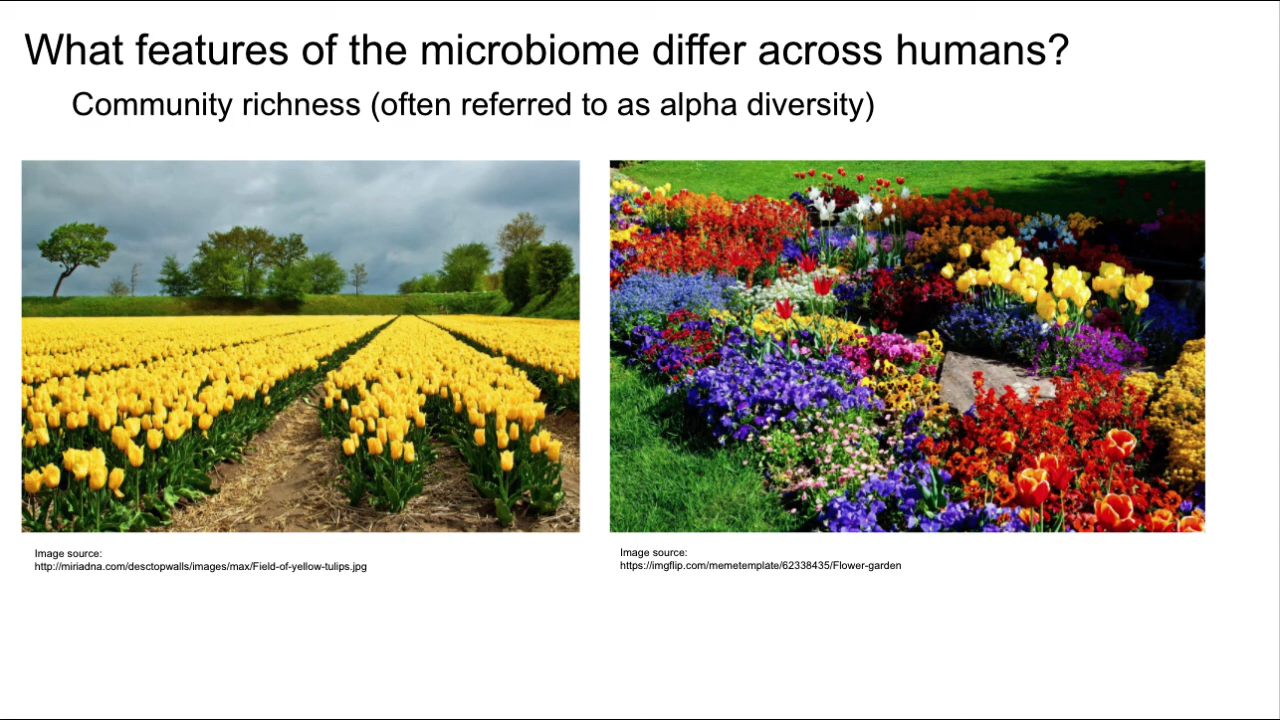 What features of the microbiome differ across humans?
Community richness (often referred to as alpha diversity)
Image source:
http://miriadna.com/desctopwalls/images/max/Field-of-yellow-tulips.jpg
Image source:
https://imgflip.com/memetemplate/62338435/Flower-garden